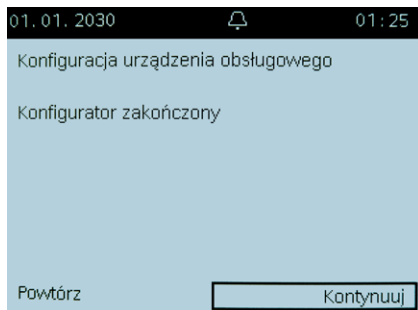 01.01.2030 01:25
Konfiguracja urządzenia obsługowego
Konfigurator zakończony
Powtórz Kontynuuj